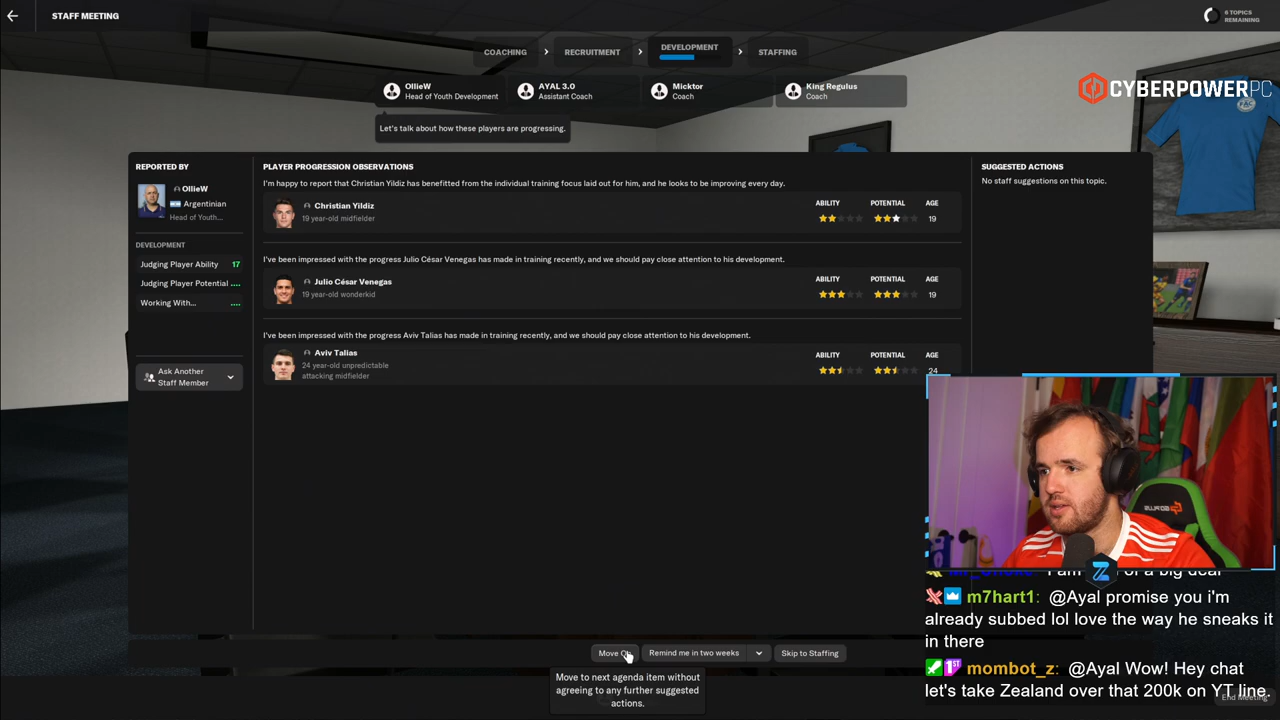 STAFF MEETING
6 TOPICS
REMAINING
COACHING
RECRUITMENT
DEVELOPMENT
STAFFING
OllieW
Head of Youth Development
AYAL 3.0
Assistant Coach
Micktor
Coach
King Regulus
Coach
CYBERPOWERPC
Let's talk about how these players are progressing.
REPORTED BY
OllieW
Argentinian
Head of Youth...
DEVELOPMENT
Judging Player Ability 17
Judging Player Potential ....
Working With... ....
Ask Another
Staff Member
PLAYER PROGRESSION OBSERVATIONS
I'm happy to report that Christian Yildiz has benefitted from the individual training focus laid out for him, and he looks to be improving every day.
Christian Yildiz
19 year-old midfielder
ABILITY POTENTIAL AGE
19
I've been impressed with the progress Julio César Venegas has made in training recently, and we should pay close attention to his development.
Julio César Venegas
19 year-old wonderkid
ABILITY POTENTIAL AGE
19
I've been impressed with the progress Aviv Talias has made in training recently, and we should pay close attention to his development.
Aviv Talias
24 year-old unpredictable
attacking midfielder
ABILITY POTENTIAL AGE
24
SUGGESTED ACTIONS
No staff suggestions on this topic.
Move
Remind me in two weeks
Skip to Staffing
Move to next agenda item without
agreeing to any further suggested
actions.
of a big deal
m7hart1: @Ayal promise you i'm
already subbed lol love the way he sneaks it
in there
mombot_z: @Ayal Wow! Hey chat
let's take Zealand over that 200k on YT line.
End Meeting